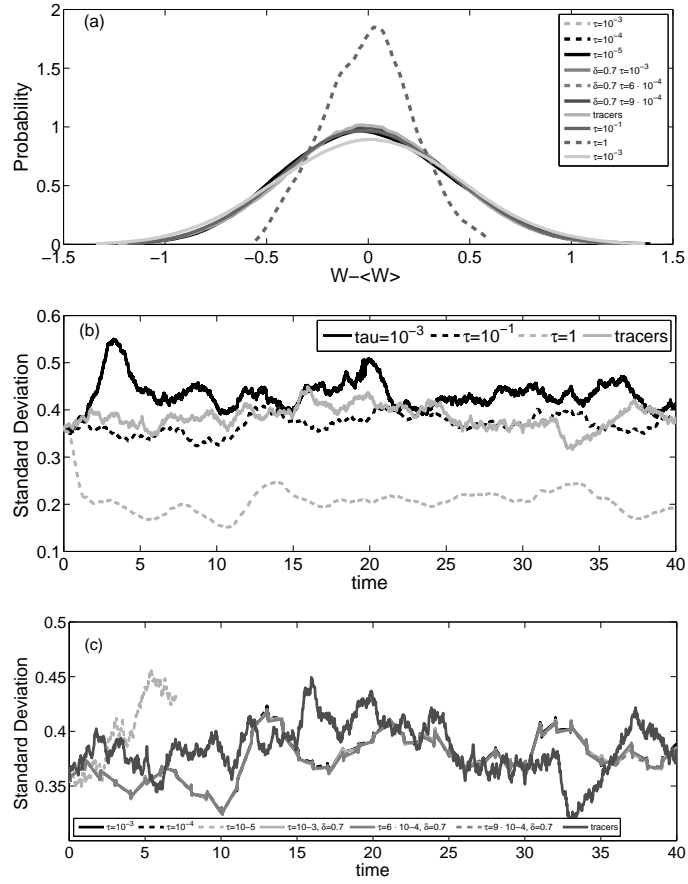 (a)
2
1.5
1
0.5
0
Probability
−1.5 −1 −0.5 0 0.5 1 1.5
W−<W>
τ=10−3
τ=10−4
τ=10−5
δ=0.7 τ=10−3
δ=0.7 τ=6 · 10−4
δ=0.7 τ=9 · 10−4
tracers
τ=10−1
τ=1
τ=10−3
(b)
0.6
0.5
0.4
0.3
0.2
0.1
Standard Deviation
tau=10−3 τ=10−1 τ=1 tracers
0 5 10 15 20 25 30 35 40
time
(c)
0.5
0.45
0.4
0.35
Standard Deviation
τ=10−3 τ=10−4 τ=10−5 τ=10−3, δ=0.7 τ=6 · 10−4, δ=0.7 τ=9 · 10−4, δ=0.7 tracers
0 5 10 15 20 25 30 35 40
time